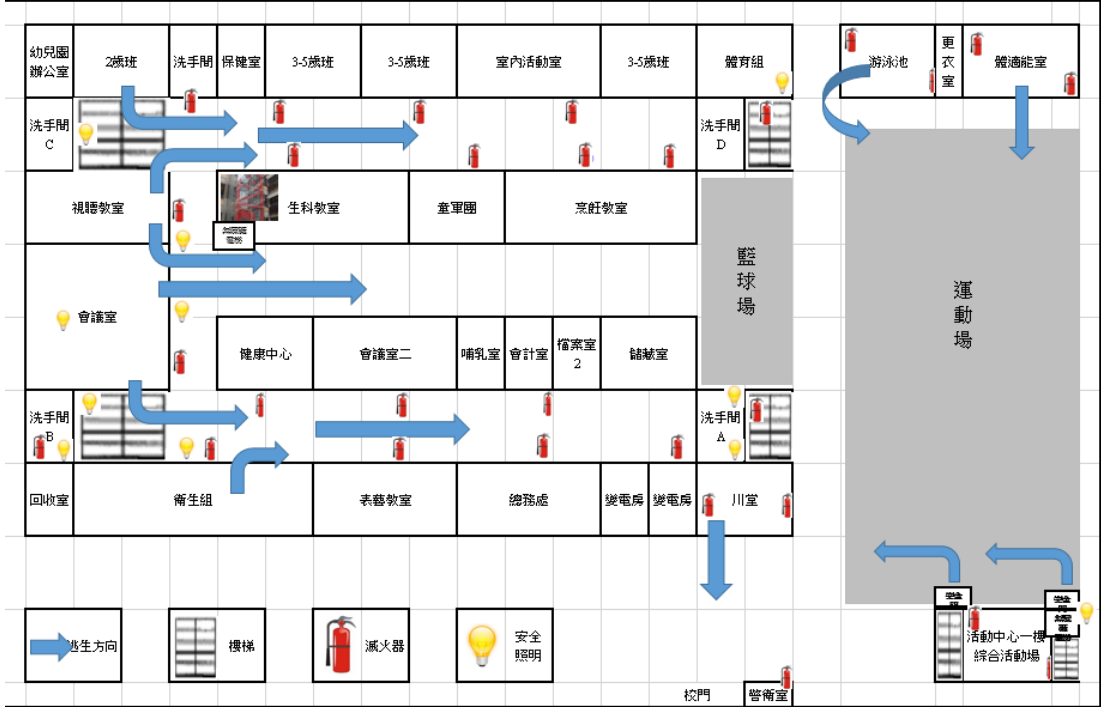 幼兒園
辦公室
2歲班
洗手間
保健室
3-5歲班
3-5歲班
室內活動室
3-5歲班
體育組
游泳池
更
衣
室
體適能室
洗手間
C
洗手間
D
視聽教室
生科教室
童軍團
烹飪教室
無障礙
電梯
籃
球
場
運
動
場
會議室
健康中心
會議室二
哺乳室
會計室
檔案室
2
儲藏室
洗手間
B
洗手間
A
回收室
衛生組
表藝教室
總務處
變電房
變電房
川堂
逃生方向
樓梯
滅火器
安全
照明
活動中心一樓
綜合活動場
校門
警衛室